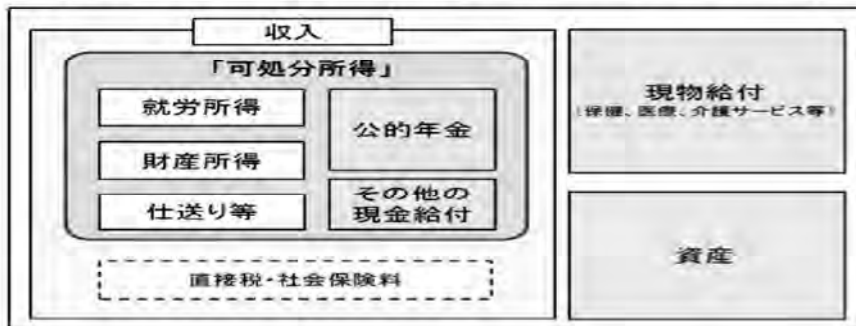 収入
「可処分所得」
就労所得
財産所得
仕送り等
公的年金
その他の
現金給付
直接税・社会保険料
現物給付
(保健、医療、介護サービス等)
資産